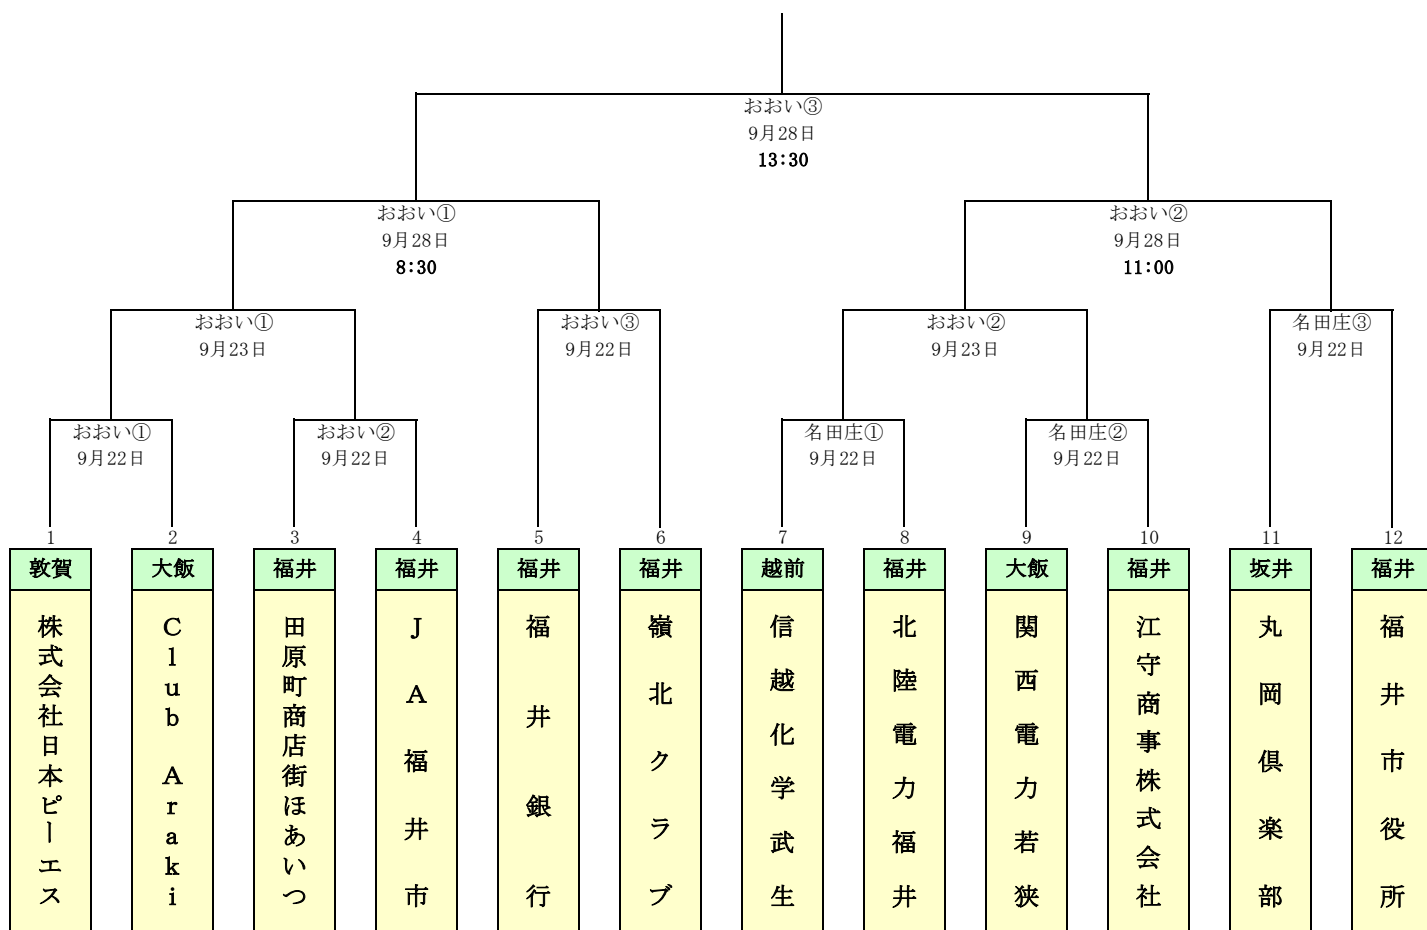 おおい③
9月28日
13:30
おおい①
9月28日
8:30
おおい②
9月28日
11:00
おおい①
9月23日
おおい③
9月22日
おおい②
9月23日
名田庄③
9月22日
おおい①
9月22日
おおい②
9月22日
名田庄①
9月22日
名田庄②
9月22日
1
2
3
4
5
6
7
8
9
10
11
12
敦賀
大飯
福井
福井
福井
福井
越前
福井
大飯
福井
坂井
福井
株式会社日本ピーエス
Club Araki
田原町商店街ほあいつ
JA福井市
福井銀行
嶺北クラブ
信越化学武生
北陸電力福井
関西電力若狭
江守商事株式会社
丸岡倶楽部
福井市役所